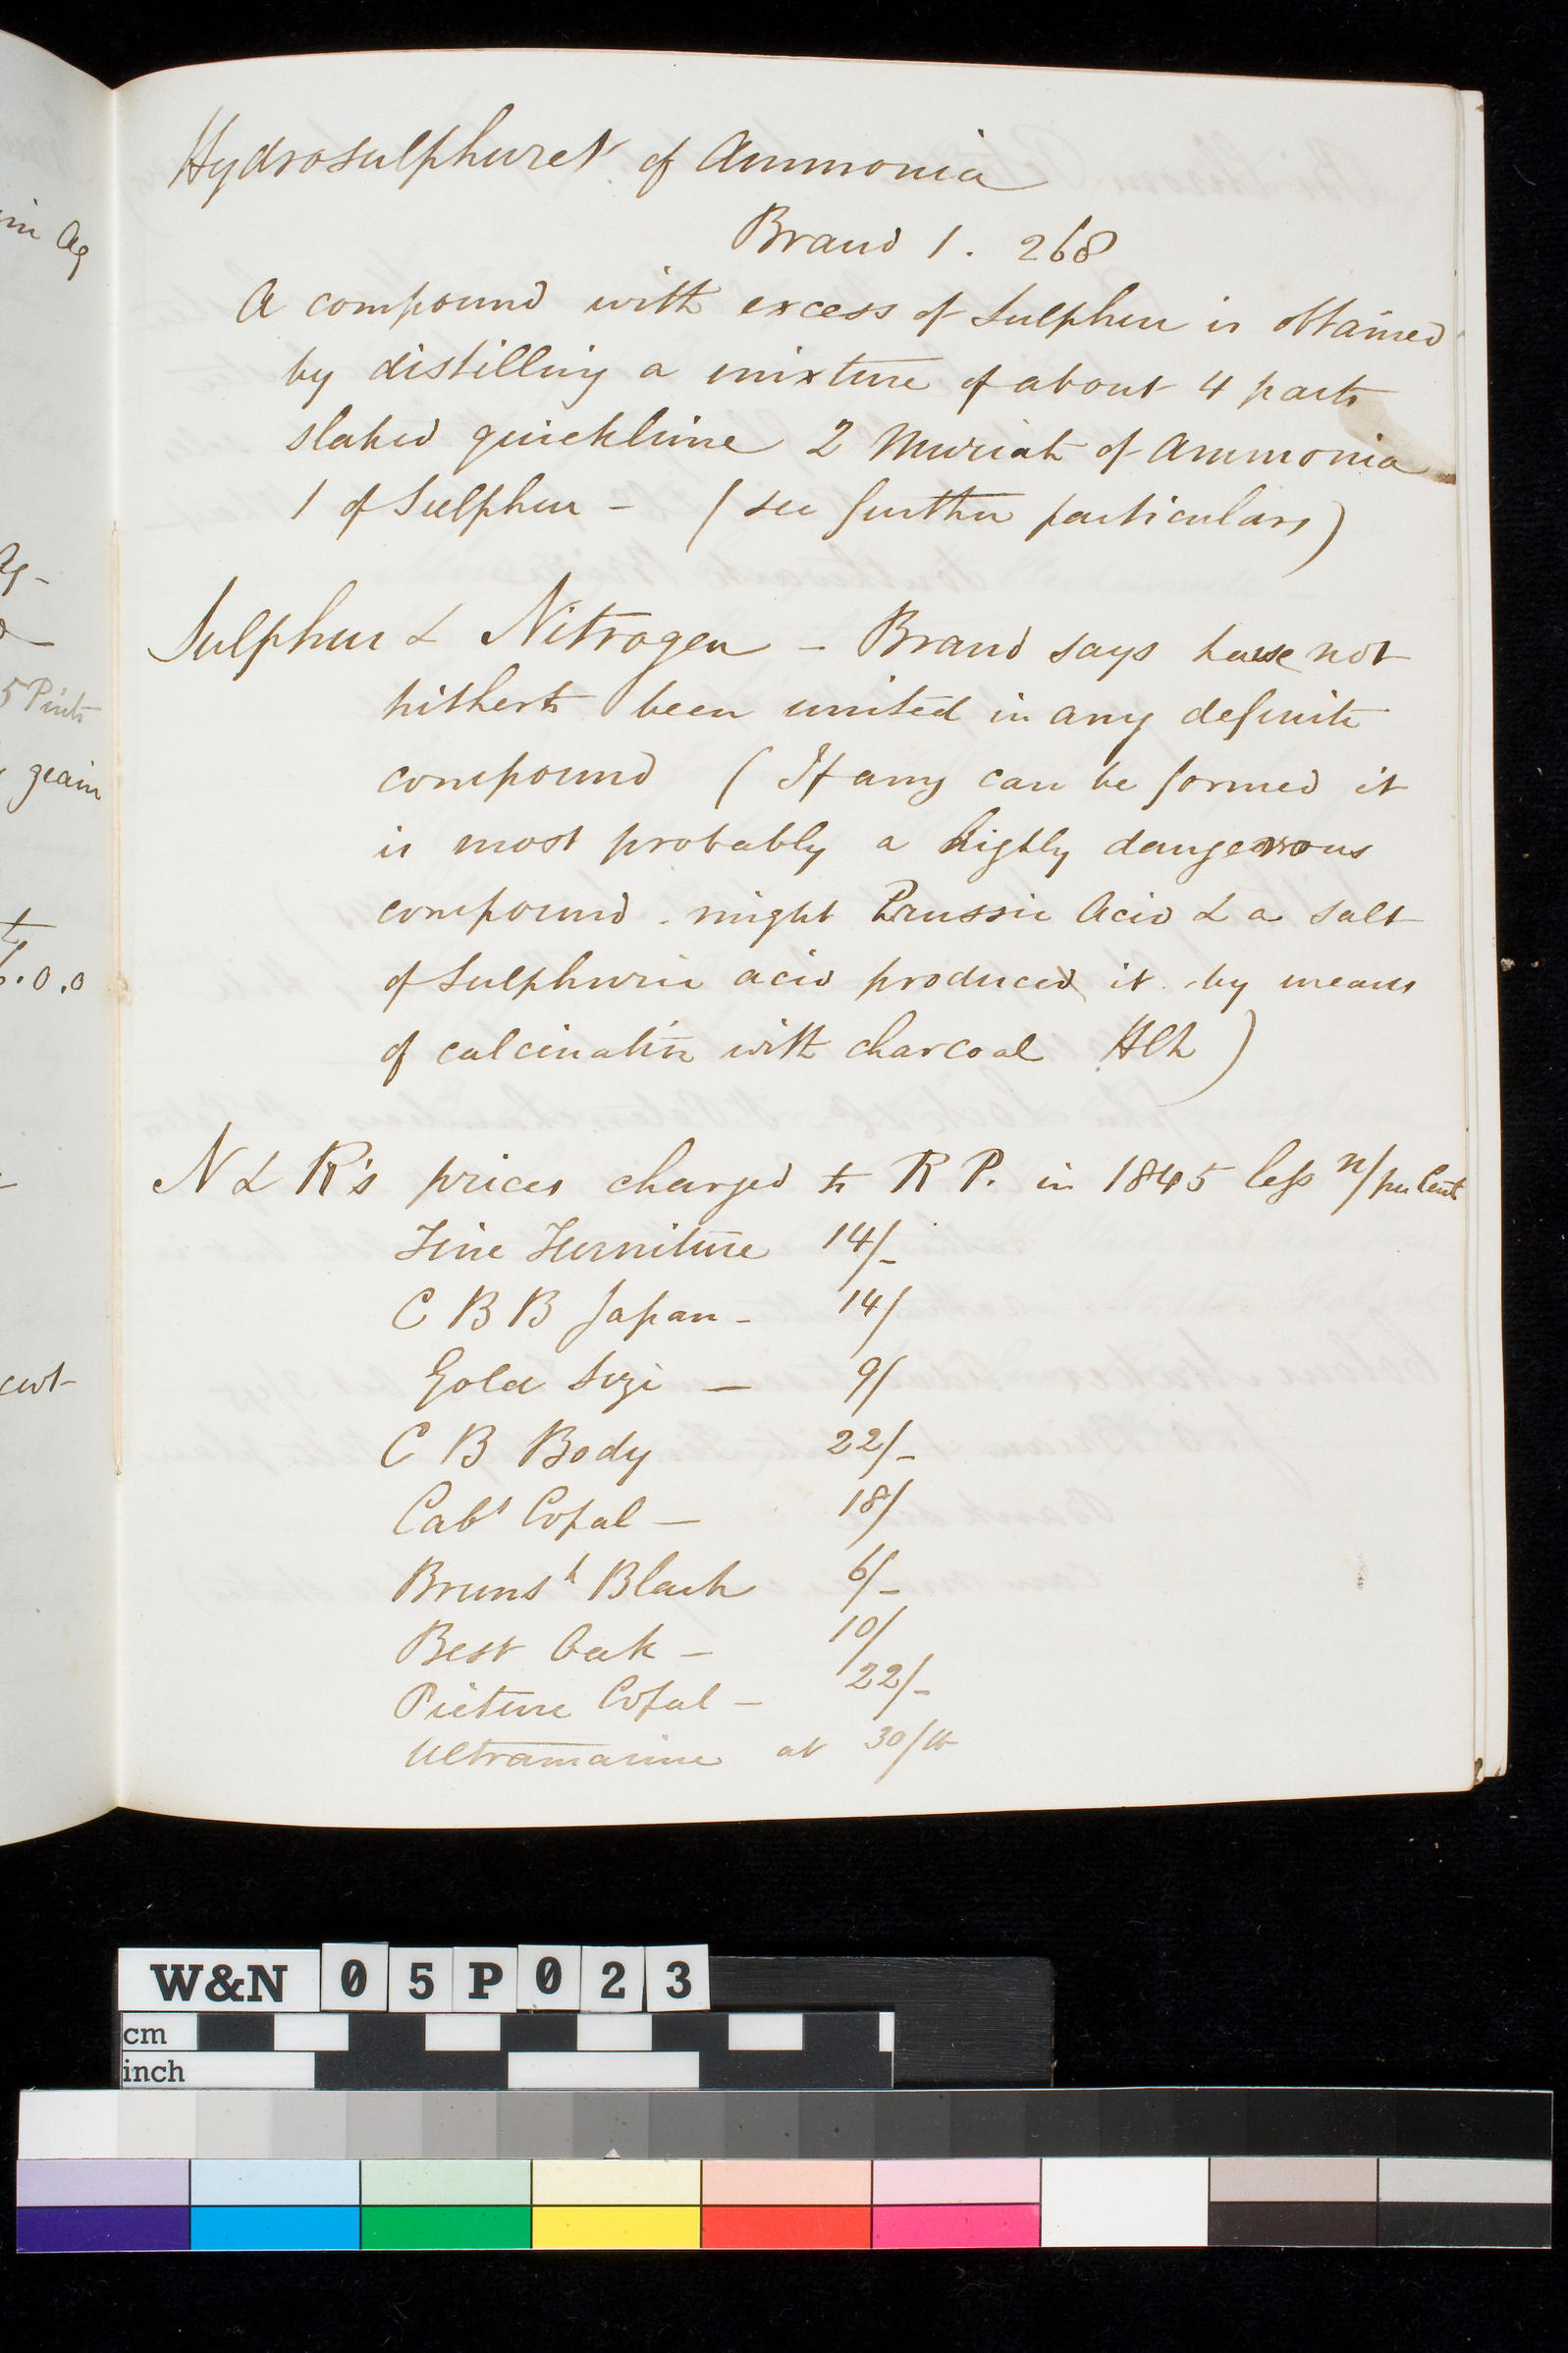 Hydrosulphuret of Ammonia
Brand 1. 268
A compound with excess of Sulphur is obtained
by distilling a mixture of about 4 parts
slaked quicklime 2 Muriate of Ammonia
1 of Sulphur - (see further particulars)
Sulphur & Nitrogen - Brand says have not
hitherto been united in any definite
compound (If any can be formed it
is most probably a highly dangerous
compound. might Prussic Acid & a salt
of Sulphuric acid produced it by means
of calcination with charcoal )
N & R's prices charged to R P. in 1845 less /per Cent
Fine Furniture 14/-
C B B Japan - 14/
Gold Size - 9/
C B Body 22/-
Cabt Copal - 18/
Brunsk Black 6/-
Best Oak - 10/
Picture Copal - 22/-
Ultramarine at 30/lb
in Ag
5 Pints
grain
.0.0
cwt
W&N 05P023
cm
inch